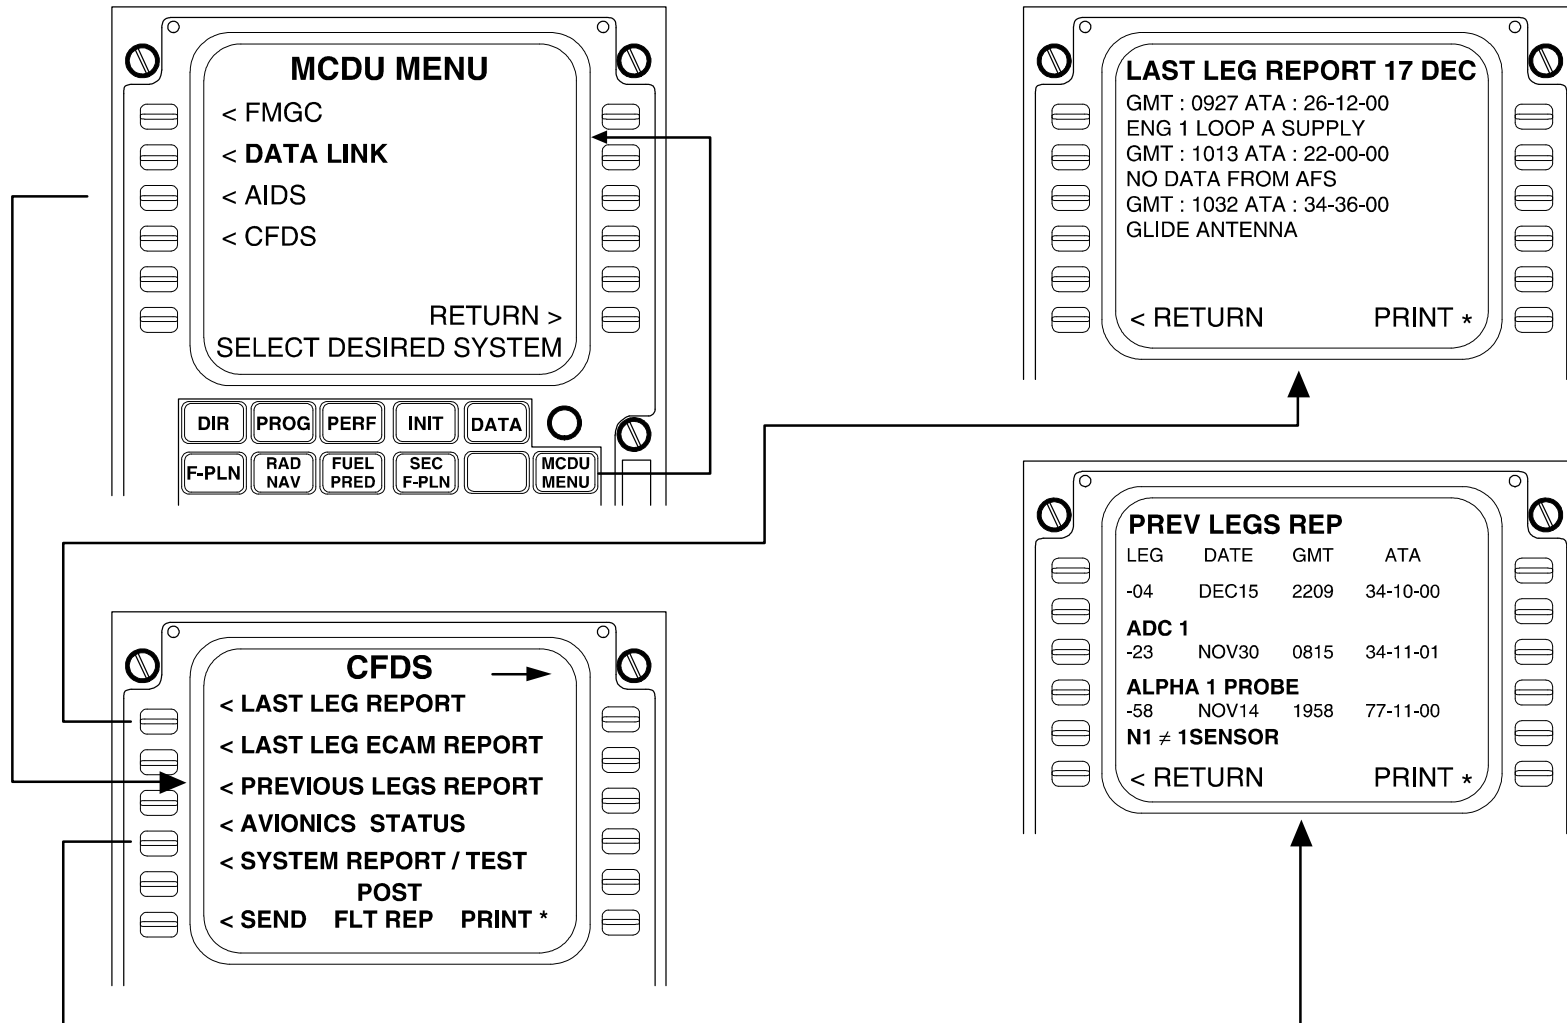 MCDU MENU
< FMGC
< DATA LINK
< AIDS
< CFDS
RETURN >
SELECT DESIRED SYSTEM
DIR PROG PERF INIT DATA
F-PLN RAD NAV FUEL PRED SEC F-PLN MCDU MENU
CFDS
< LAST LEG REPORT
< LAST LEG ECAM REPORT
< PREVIOUS LEGS REPORT
< AVIONICS STATUS
< SYSTEM REPORT / TEST
POST
< SEND FLT REP PRINT *
LAST LEG REPORT 17 DEC
GMT : 0927 ATA : 26-12-00
ENG 1 LOOP A SUPPLY
GMT : 1013 ATA : 22-00-00
NO DATA FROM AFS
GMT : 1032 ATA : 34-36-00
GLIDE ANTENNA
< RETURN PRINT *
PREV LEGS REP
LEG DATE GMT ATA
-04 DEC15 2209 34-10-00
ADC 1
-23 NOV30 0815 34-11-01
ALPHA 1 PROBE
-58 NOV14 1958 77-11-00
N1 ≠ 1SENSOR
< RETURN PRINT *